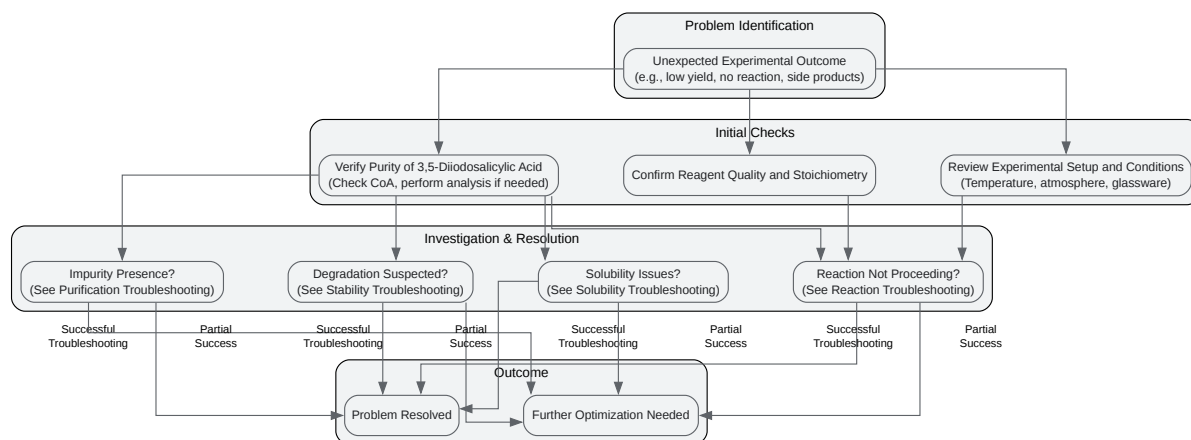 Problem Identification
Unexpected Experimental Outcome
(e.g., low yield, no reaction, side products)
Initial Checks
Verify Purity of 3,5-Diiodosalicylic Acid
(Check CoA, perform analysis if needed)
Confirm Reagent Quality and Stoichiometry
Review Experimental Setup and Conditions
(Temperature, atmosphere, glassware)
Investigation & Resolution
Impurity Presence?
(See Purification Troubleshooting)
Degradation Suspected?
(See Stability Troubleshooting)
Solubility Issues?
(See Solubility Troubleshooting)
Reaction Not Proceeding?
(See Reaction Troubleshooting)
Successful
Troubleshooting
Partial
Success
Successful
Troubleshooting
Partial
Success
Successful
Troubleshooting
Partial
Success
Successful
Troubleshooting
Partial
Success
Outcome
Problem Resolved
Further Optimization Needed